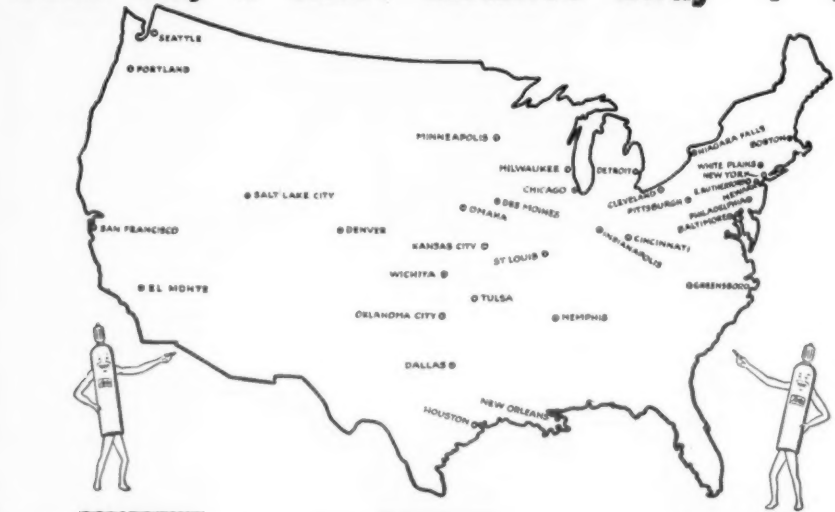 SEATTLE
PORTLAND
MINNEAPOLIS
NIAGARA FALLS
BOSTON
MILWAUKEE
DETROIT
WHITE PLAINS
NEW YORK
CHICAGO
CLEVELAND
E. RUTHERFORD
NEWARK
SALT LAKE CITY
DES MOINES
PITTSBURGH
PHILADELPHIA
OMAHA
BALTIMORE
SAN FRANCISCO
DENVER
KANSAS CITY
INDIANAPOLIS
CINCINNATI
ST LOUIS
WICHITA
EL MONTE
GREENSBORO
TULSA
OKLAHOMA CITY
MEMPHIS
DALLAS
HOUSTON
NEW ORLEANS